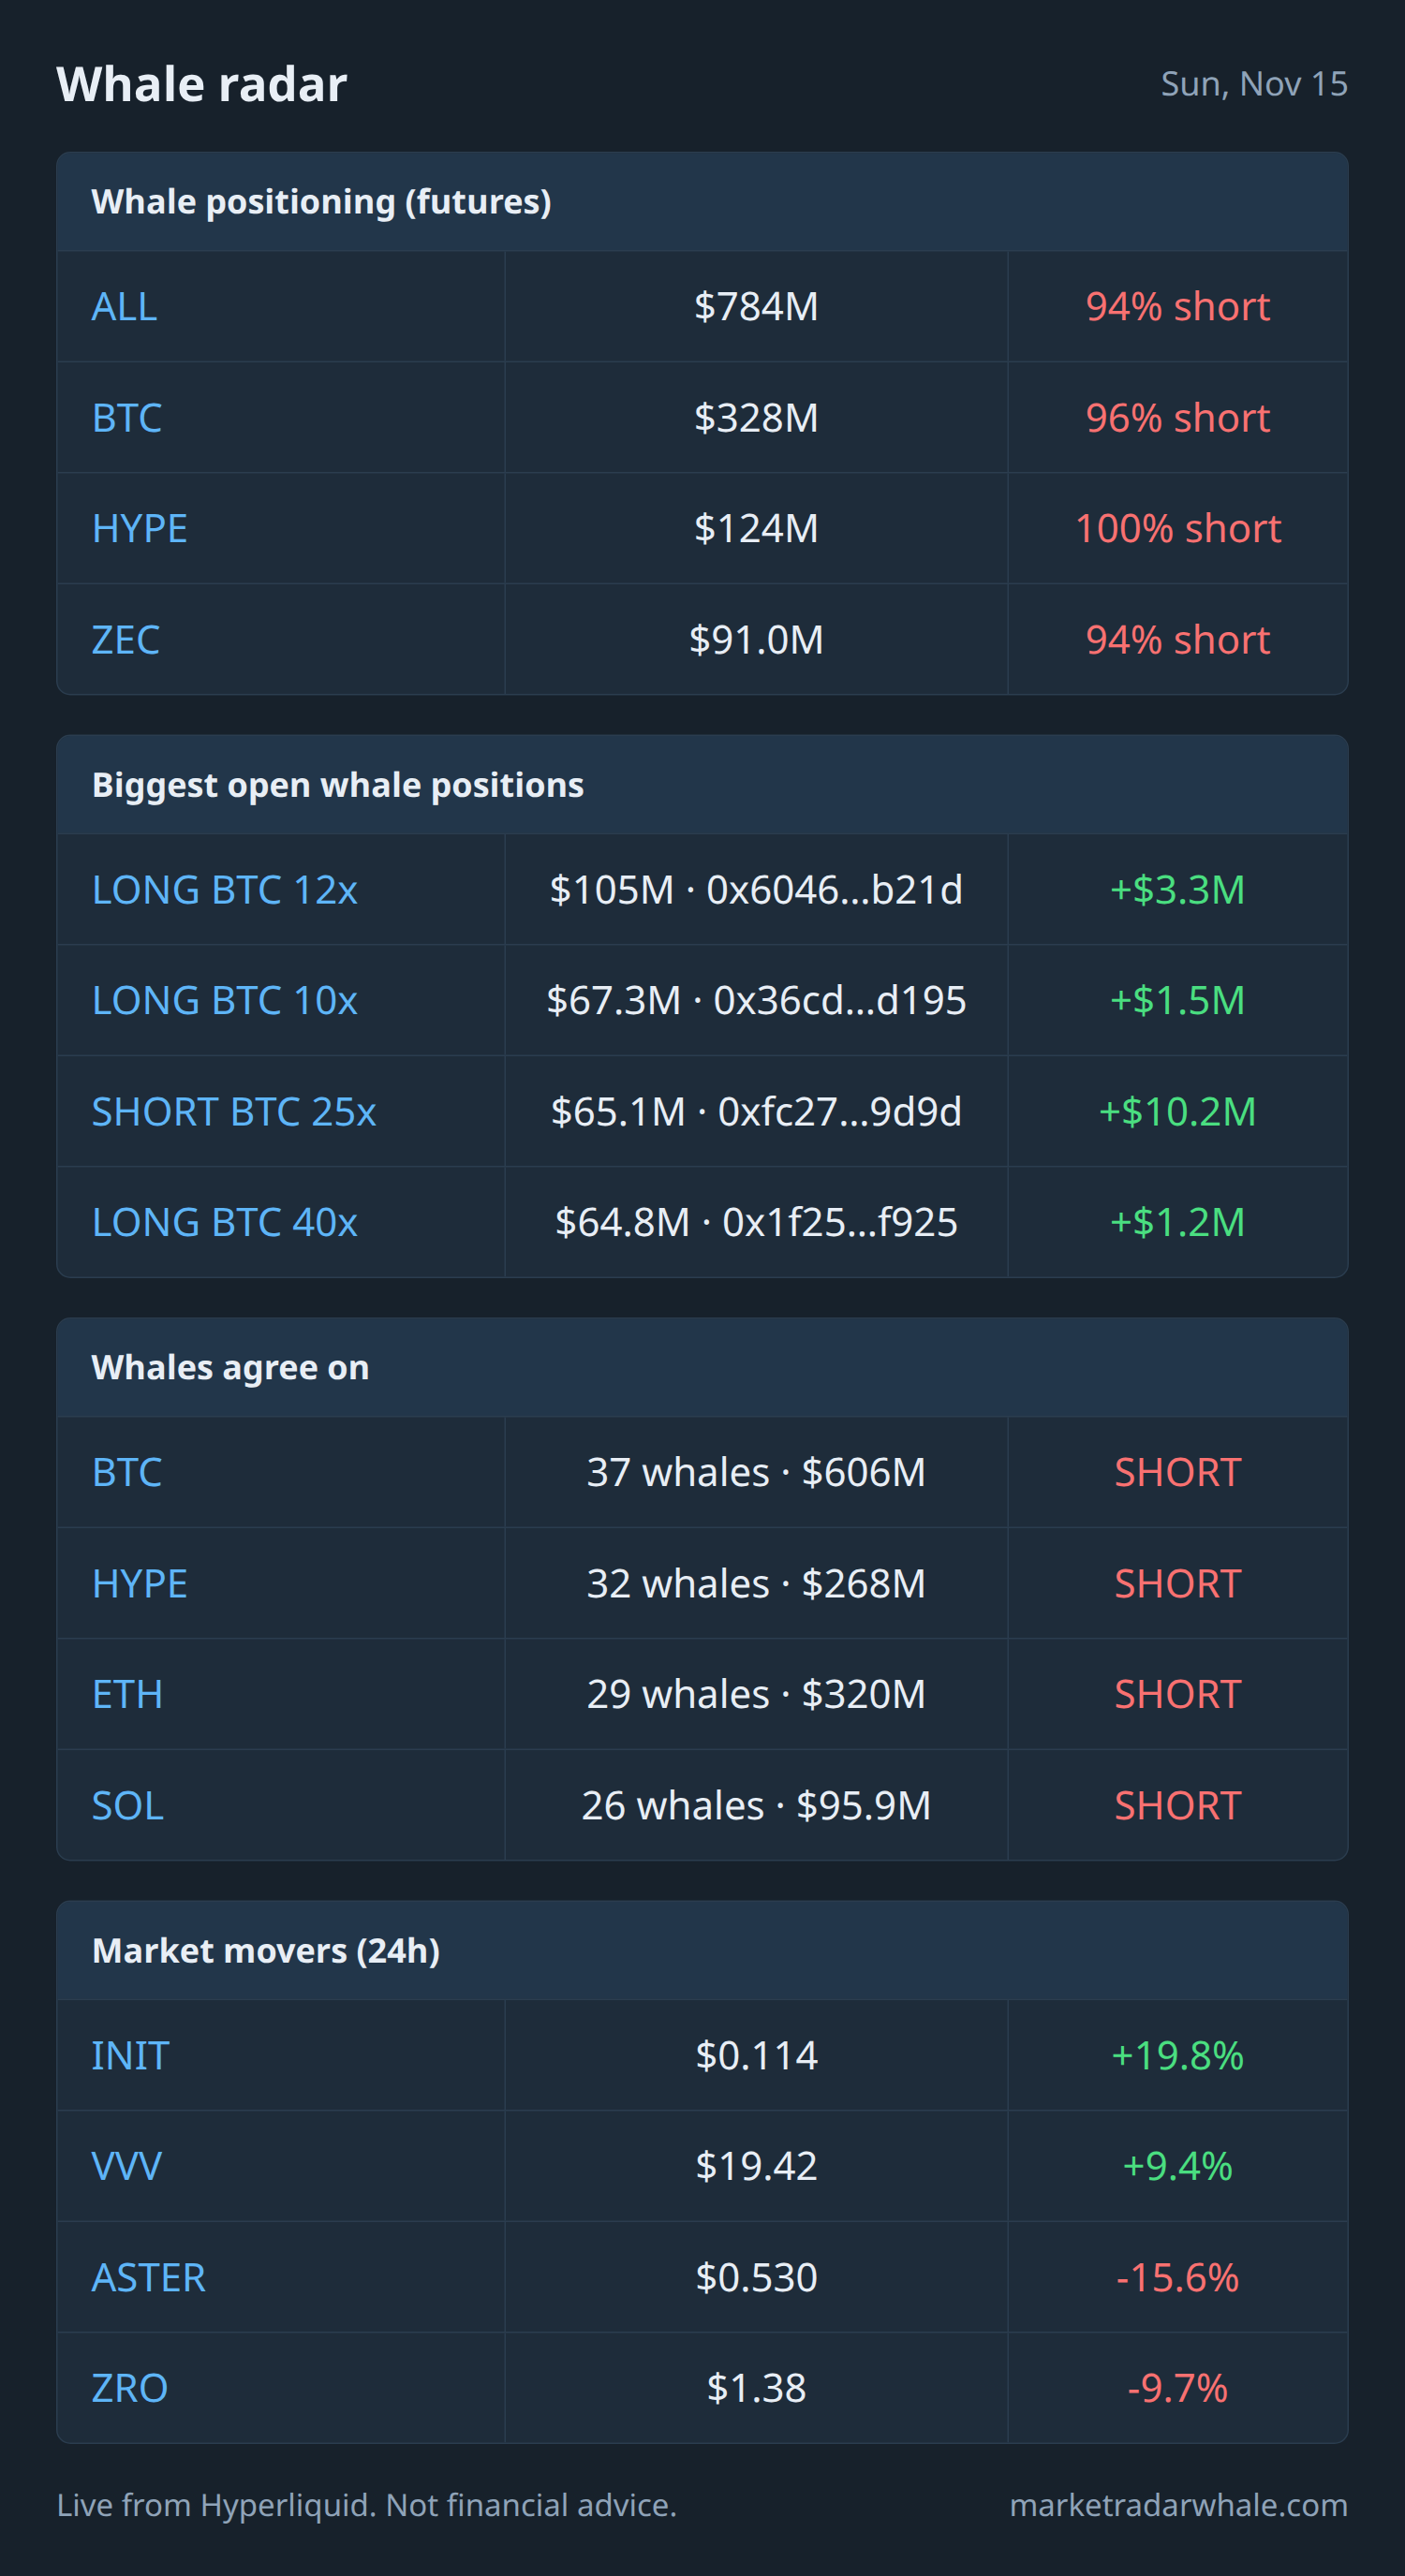 Whale radar
Sun, Nov 15
Whale positioning (futures)
ALL $784M 94% short
BTC $328M 96% short
HYPE $124M 100% short
ZEC $91.0M 94% short
Biggest open whale positions
LONG BTC 12x $105M · 0x6046…b21d +$3.3M
LONG BTC 10x $67.3M · 0x36cd…d195 +$1.5M
SHORT BTC 25x $65.1M · 0xfc27…9d9d +$10.2M
LONG BTC 40x $64.8M · 0x1f25…f925 +$1.2M
Whales agree on
BTC 37 whales · $606M SHORT
HYPE 32 whales · $268M SHORT
ETH 29 whales · $320M SHORT
SOL 26 whales · $95.9M SHORT
Market movers (24h)
INIT $0.114 +19.8%
VVV $19.42 +9.4%
ASTER $0.530 -15.6%
ZRO $1.38 -9.7%
Live from Hyperliquid. Not financial advice.
marketradarwhale.com